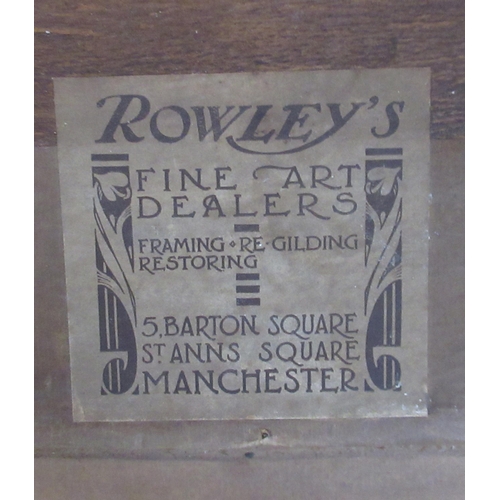 ROWLEY'S
FINE ART
DEALERS
FRAMING • RE-GILDING
RESTORING
5, BARTON SQUARE
ST ANNS SQUARE
MANCHESTER